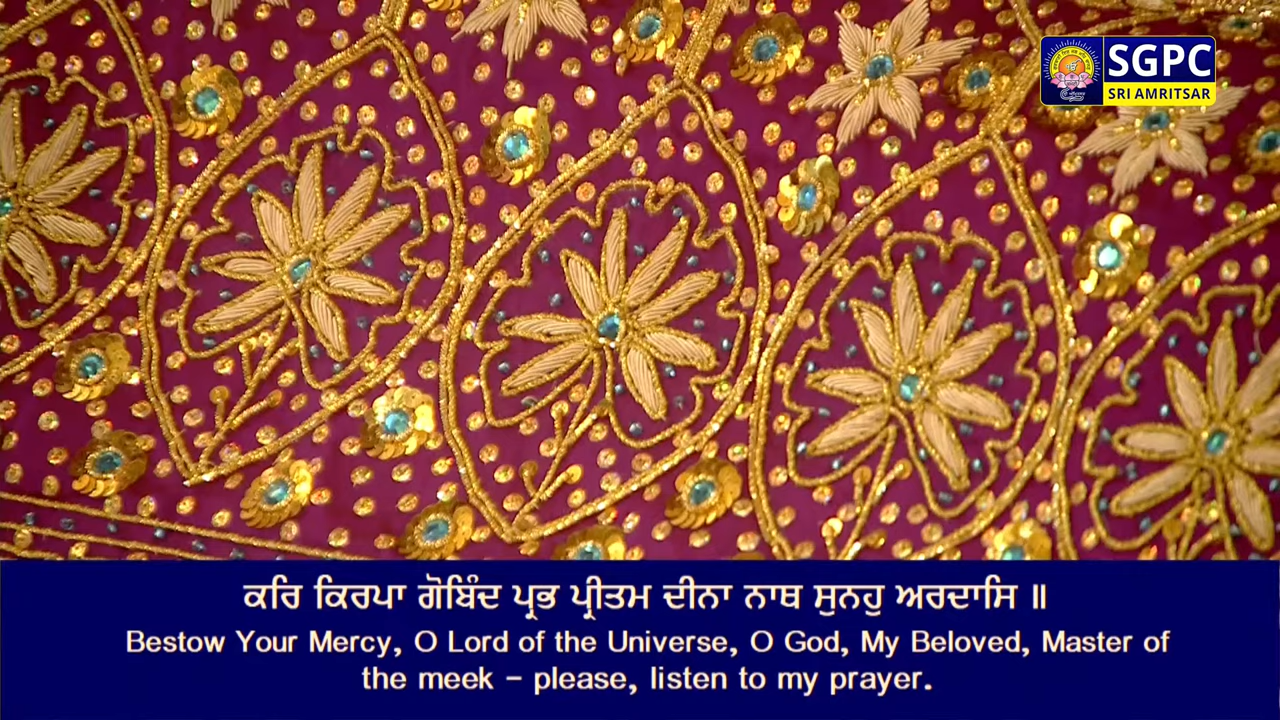 SGPC
SRI AMRITSAR
ਕਰਿ ਕਿਰਪਾ ਗੋਬਿੰਦ ਪ੍ਰਭ ਪ੍ਰੀਤਮ ਦੀਨਾ ਨਾਥ ਸੁਨਹੁ ਅਰਦਾਸਿ ॥
Bestow Your Mercy, O Lord of the Universe, O God, My Beloved, Master of
the meek – please, listen to my prayer.